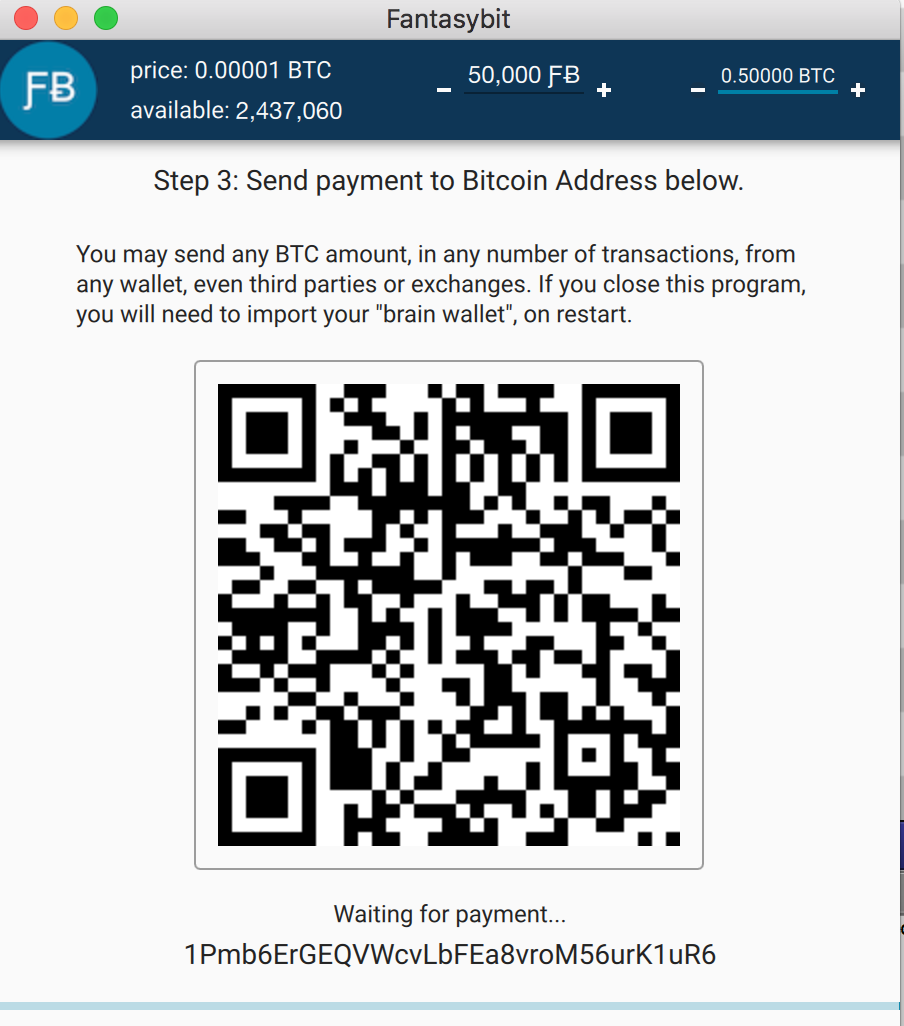 Fantasybit
ƑɃ
price: 0.00001 BTC
available: 2,437,060
- 50,000 ƑɃ +
- 0.50000 BTC +
Step 3: Send payment to Bitcoin Address below.
You may send any BTC amount, in any number of transactions, from
any wallet, even third parties or exchanges. If you close this program,
you will need to import your "brain wallet", on restart.
Waiting for payment...
1Pmb6ErGEQVWcvLbFEa8vroM56urK1uR6